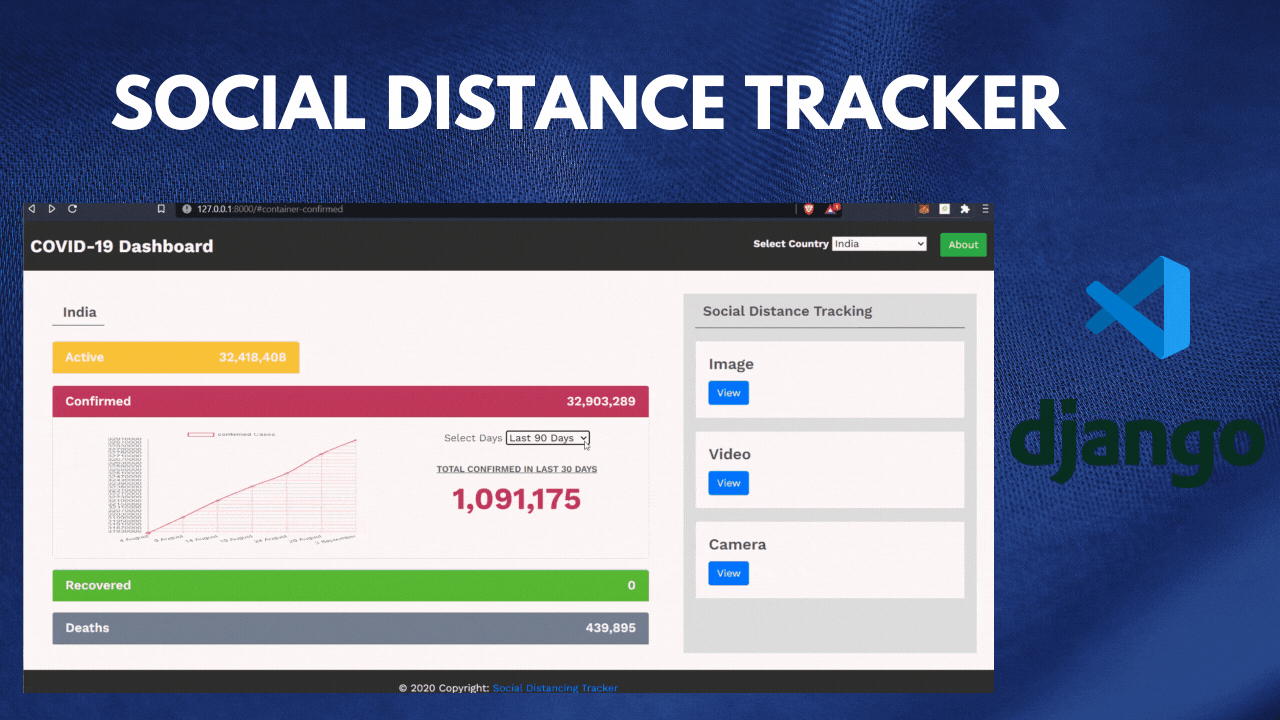 SOCIAL DISTANCE TRACKER
127.0.0.1:8000/#container-confirmed
COVID-19 Dashboard
Select Country India
About
India
Active 32,418,408
Confirmed 32,903,289
confirmed cases
Select Days Last 90 Days
TOTAL CONFIRMED IN LAST 30 DAYS
1,091,175
4 August 9 August 14 August 19 August 24 August 29 August 3 September
Recovered 0
Deaths 439,895
Social Distance Tracking
Image
View
Video
View
Camera
View
django
© 2020 Copyright: Social Distancing Tracker